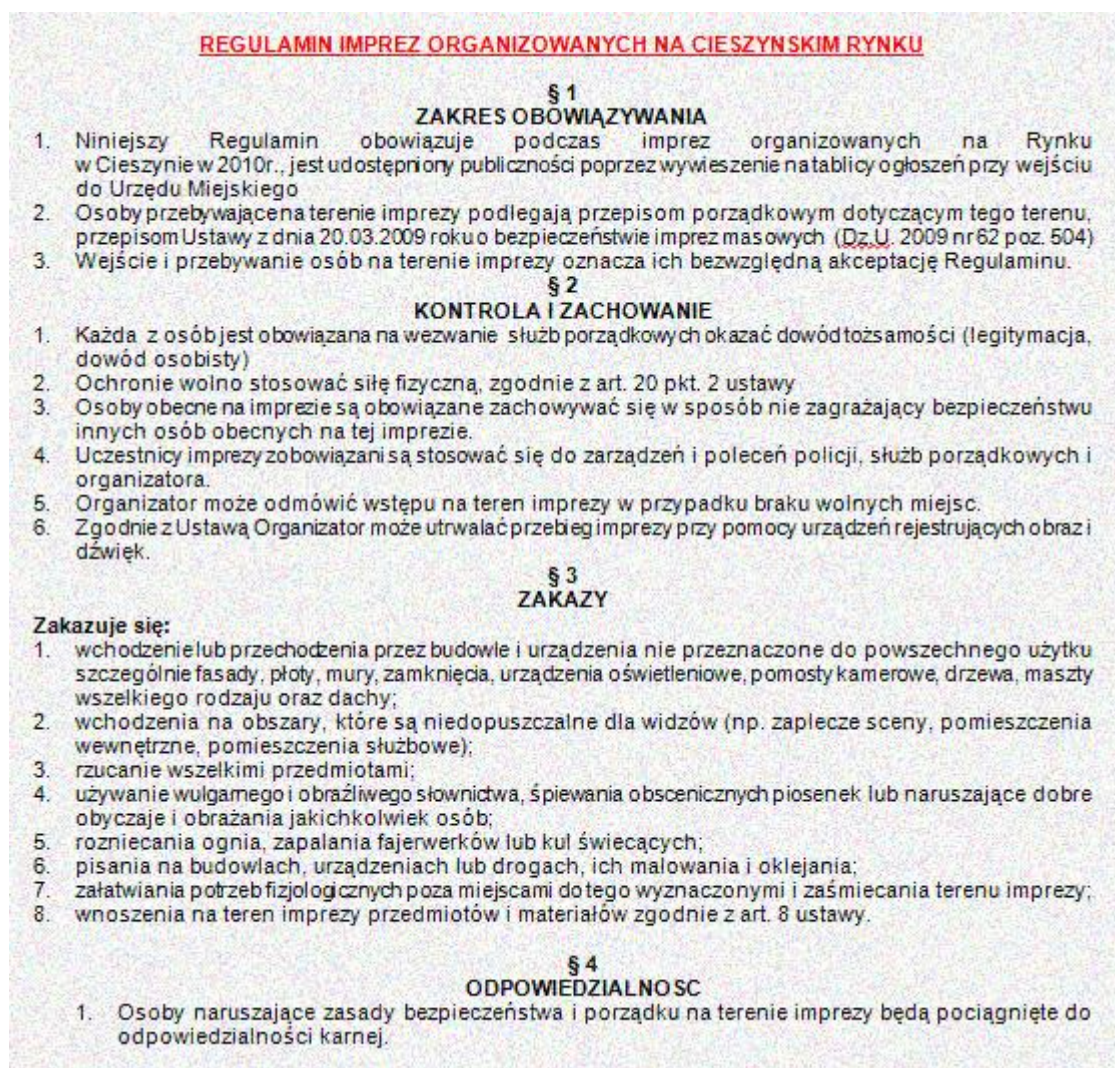 REGULAMIN IMPREZ ORGANIZOWANYCH NA CIESZYNSKIM RYNKU
§ 1
ZAKRES OBOWIĄZYWANIA
1. Niniejszy Regulamin obowiązuje podczas imprez organizowanych na Rynku
w Cieszynie w 2010r., jest udostępniony publiczności poprzez wywieszenie na tablicy ogłoszeń przy wejściu
do Urzędu Miejskiego
2. Osoby przebywające na terenie imprezy podlegają przepisom porządkowym dotyczącym tego terenu,
przepisom Ustawy z dnia 20.03.2009 roku o bezpieczeństwie imprez masowych (Dz.U. 2009 nr 62 poz. 504)
3. Wejście i przebywanie osób na terenie imprezy oznacza ich bezwzględną akceptację Regulaminu.
§ 2
KONTROLA I ZACHOWANIE
1. Każda z osób jest obowiązana na wezwanie służb porządkowych okazać dowód tożsamości (legitymacja,
dowód osobisty)
2. Ochronie wolno stosować siłę fizyczną, zgodnie z art. 20 pkt. 2 ustawy
3. Osoby obecne na imprezie są obowiązane zachowywać się w sposób nie zagrażający bezpieczeństwu
innych osób obecnych na tej imprezie.
4. Uczestnicy imprezy zobowiązani są stosować się do zarządzeń i poleceń policji, służb porządkowych i
organizatora.
5. Organizator może odmówić wstępu na teren imprezy w przypadku braku wolnych miejsc.
6. Zgodnie z Ustawą Organizator może utrwalać przebieg imprezy przy pomocy urządzeń rejestrujących obraz i
dźwięk.
§ 3
ZAKAZY
Zakazuje się:
1. wchodzenie lub przechodzenia przez budowle i urządzenia nie przeznaczone do powszechnego użytku
szczególnie fasady, płoty, mury, zamknięcia, urządzenia oświetleniowe, pomosty kamerowe, drzewa, maszty
wszelkiego rodzaju oraz dachy;
2. wchodzenia na obszary, które są niedopuszczalne dla widzów (np. zaplecze sceny, pomieszczenia
wewnętrzne, pomieszczenia służbowe);
3. rzucanie wszelkimi przedmiotami;
4. używanie wulgarnego i obraźliwego słownictwa, śpiewania obscenicznych piosenek lub naruszające dobre
obyczaje i obrażania jakichkolwiek osób;
5. rozniecania ognia, zapalania fajerwerków lub kul świecących;
6. pisania na budowlach, urządzeniach lub drogach, ich malowania i oklejania;
7. załatwiania potrzeb fizjologicznych poza miejscami do tego wyznaczonymi i zaśmiecania terenu imprezy;
8. wnoszenia na teren imprezy przedmiotów i materiałów zgodnie z art. 8 ustawy.
§ 4
ODPOWIEDZIALNOSC
1. Osoby naruszające zasady bezpieczeństwa i porządku na terenie imprezy będą pociągnięte do
odpowiedzialności karnej.